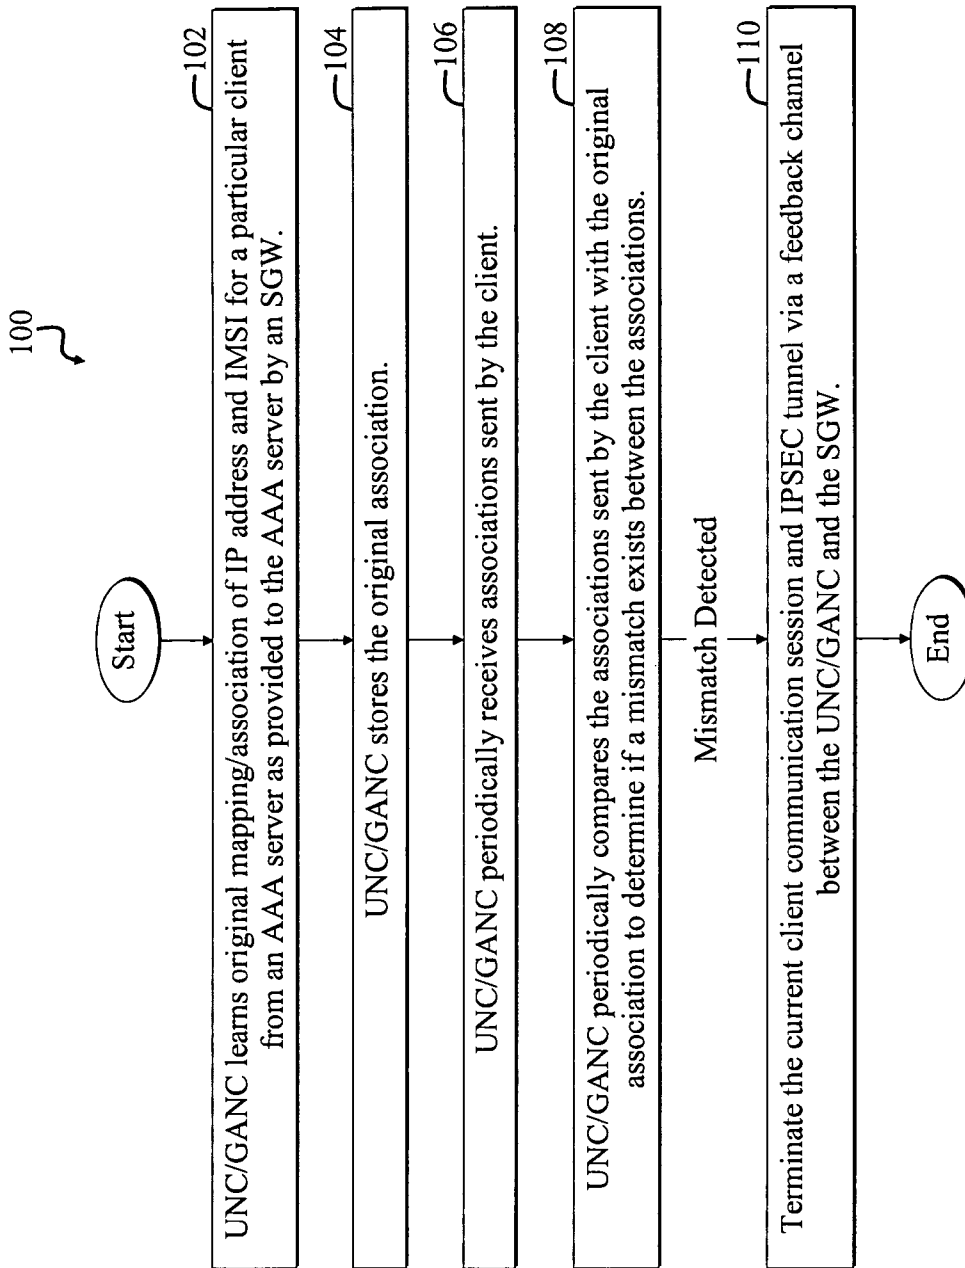 100
Start
102
UNC/GANC learns original mapping/association of IP address and IMSI for a particular client
from an AAA server as provided to the AAA server by an SGW.
104
UNC/GANC stores the original association.
106
UNC/GANC periodically receives associations sent by the client.
108
UNC/GANC periodically compares the associations sent by the client with the original
association to determine if a mismatch exists between the associations.
Mismatch Detected
110
Terminate the current client communication session and IPSEC tunnel via a feedback channel
between the UNC/GANC and the SGW.
End